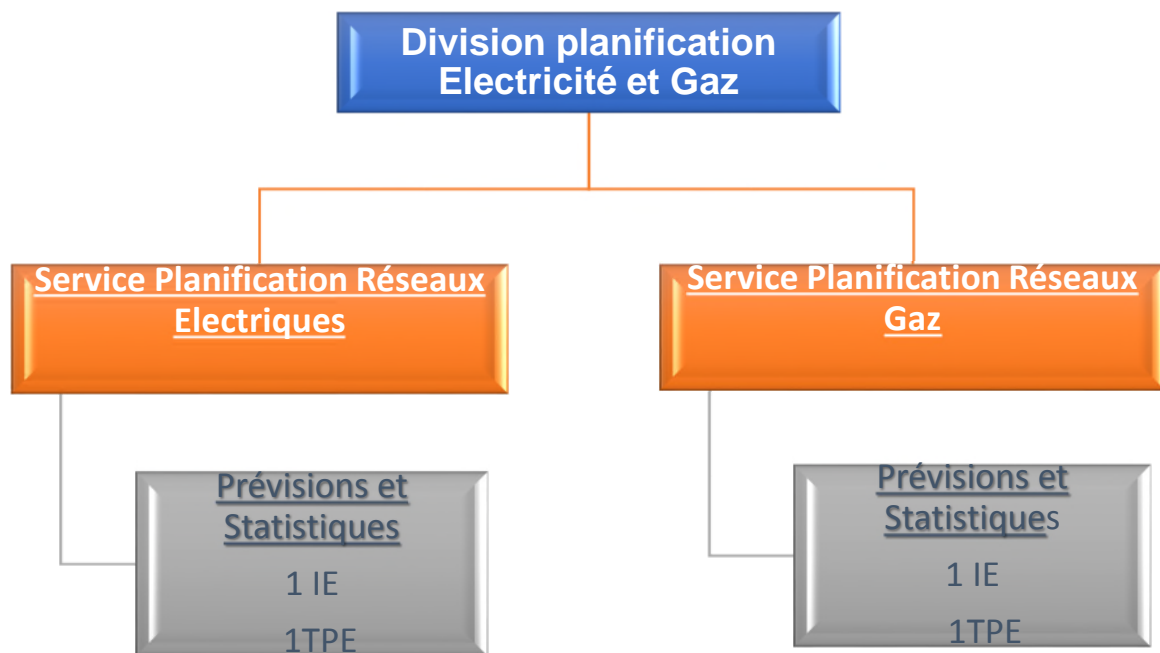 Division planification
Electricité et Gaz
Service Planification Réseaux
Electriques
Service Planification Réseaux
Gaz
Prévisions et
Statistiques
1 IE
1TPE
Prévisions et
Statistiques
1 IE
1TPE